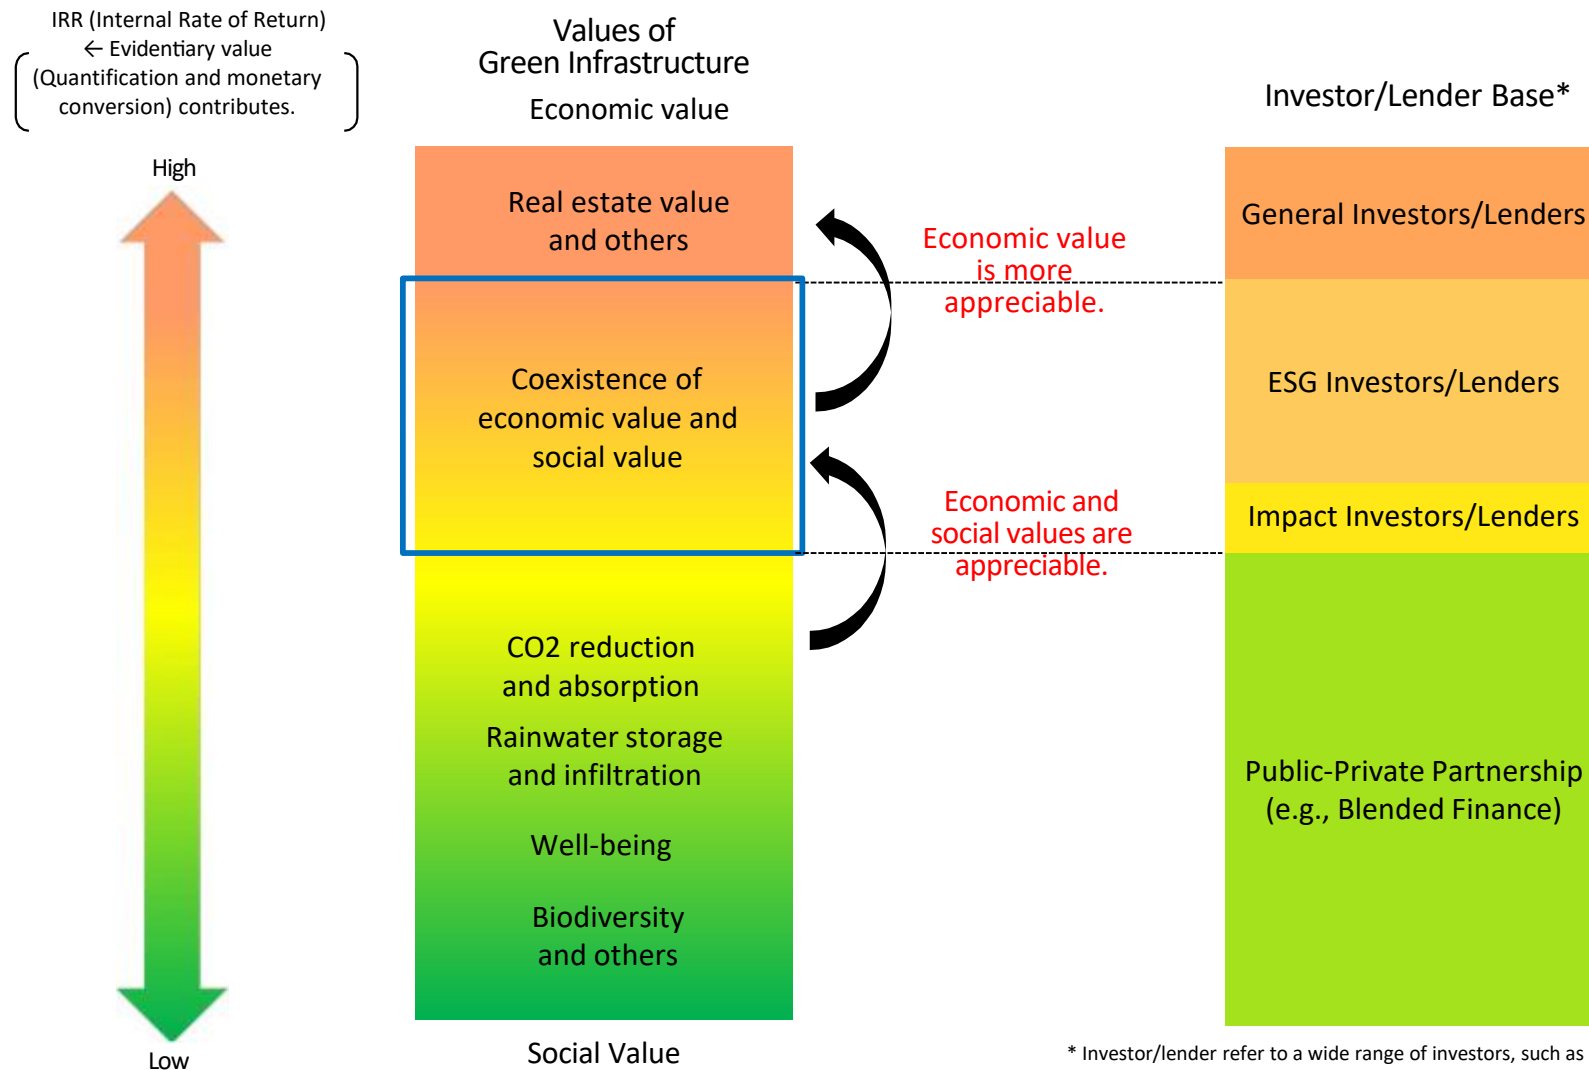 IRR (Internal Rate of Return)
← Evidentiary value
(Quantification and monetary
conversion) contributes.
High
Low
Values of
Green Infrastructure
Economic value
Real estate value
and others
Coexistence of
economic value and
social value
CO2 reduction
and absorption
Rainwater storage
and infiltration
Well-being
Biodiversity
and others
Social Value
Economic value
is more
appreciable.
Economic and
social values are
appreciable.
Investor/Lender Base*
General Investors/Lenders
ESG Investors/Lenders
Impact Investors/Lenders
Public-Private Partnership
(e.g., Blended Finance)
* Investor/lender refer to a wide range of investors, such as